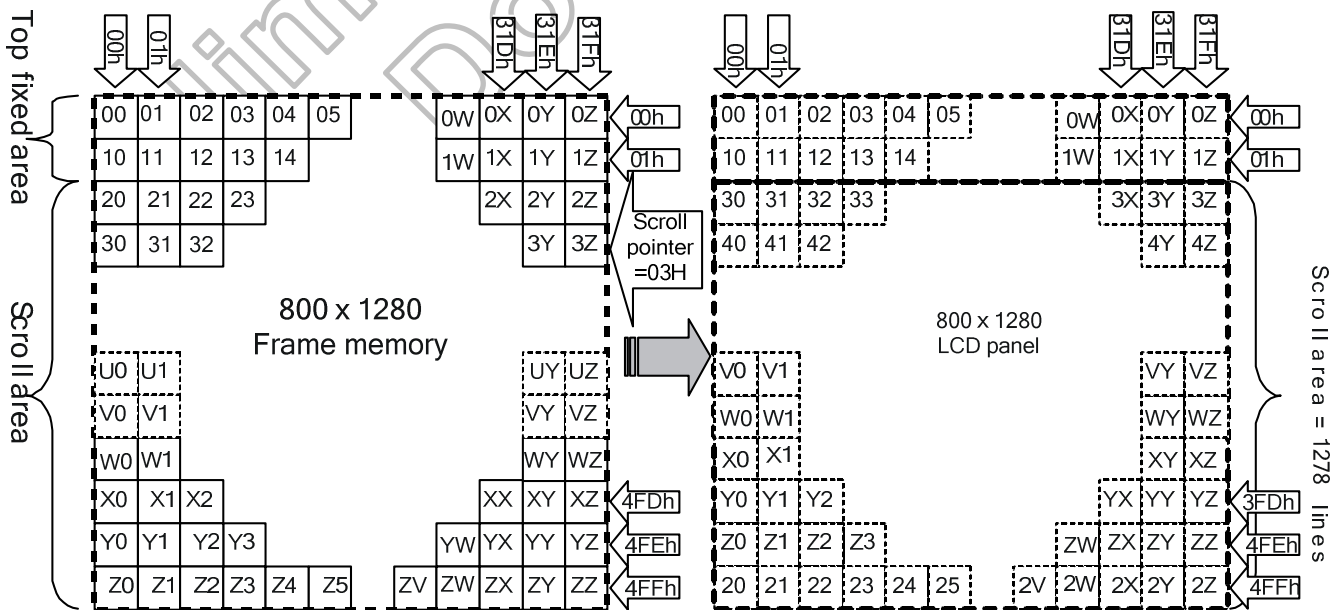 00h 01h 31Dh 31Eh 31Fh 00h 01h 31Dh 31Eh 31Fh
Top fixed area
00 01 02 03 04 05 0W 0X 0Y 0Z 00h 00 01 02 03 04 05 0W 0X 0Y 0Z 00h
10 11 12 13 14 1W 1X 1Y 1Z 01h 10 11 12 13 14 1W 1X 1Y 1Z 01h
20 21 22 23 2X 2Y 2Z 30 31 32 33 3X 3Y 3Z
30 31 32 3Y 3Z 40 41 42 4Y 4Z
Scroll
pointer
=03H
Scroll area
800 x 1280
Frame memory
800 x 1280
LCD panel
Scroll area = 1278 lines
U0 U1 UY UZ V0 V1 VY VZ
V0 V1 VY VZ W0 W1 WY WZ
W0 W1 WY WZ X0 X1 XY XZ
X0 X1 X2 XX XY XZ 4FDh Y0 Y1 Y2 YX YY YZ 3FDh
Y0 Y1 Y2 Y3 YW YX YY YZ 4FEh Z0 Z1 Z2 Z3 ZW ZX ZY ZZ 4FEh
Z0 Z1 Z2 Z3 Z4 Z5 ZV ZW ZX ZY ZZ 4FFh 20 21 22 23 24 25 2V 2W 2X 2Y 2Z 4FFh